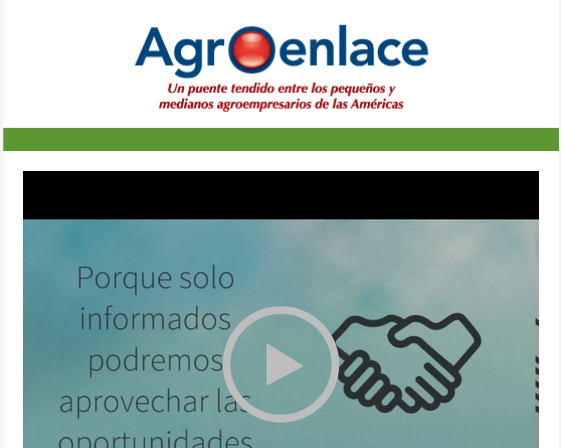 Agroenlace
Un puente tendido entre los pequeños y
medianos agroempresarios de las Américas
Porque solo
informados
podremos
aprovechar las
oportunidades